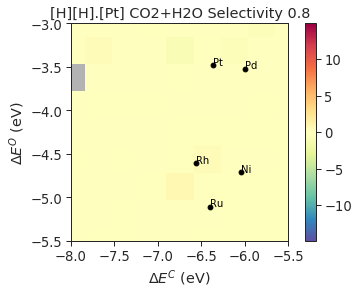 [H][H].[Pt] CO2+H2O Selectivity 0.8
−3.0
−3.5
−4.0
−4.5
−5.0
−5.5
ΔE^O (eV)
Pt
Pd
Rh
Ni
Ru
−8.0 −7.5 −7.0 −6.5 −6.0 −5.5
ΔE^C (eV)
10
5
0
−5
−10